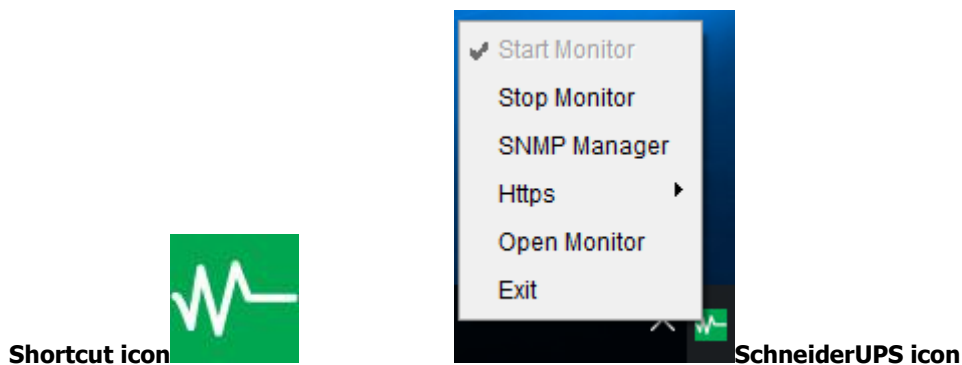 Start Monitor
Stop Monitor
SNMP Manager
Https
Open Monitor
Exit
Shortcut icon
SchneiderUPS icon